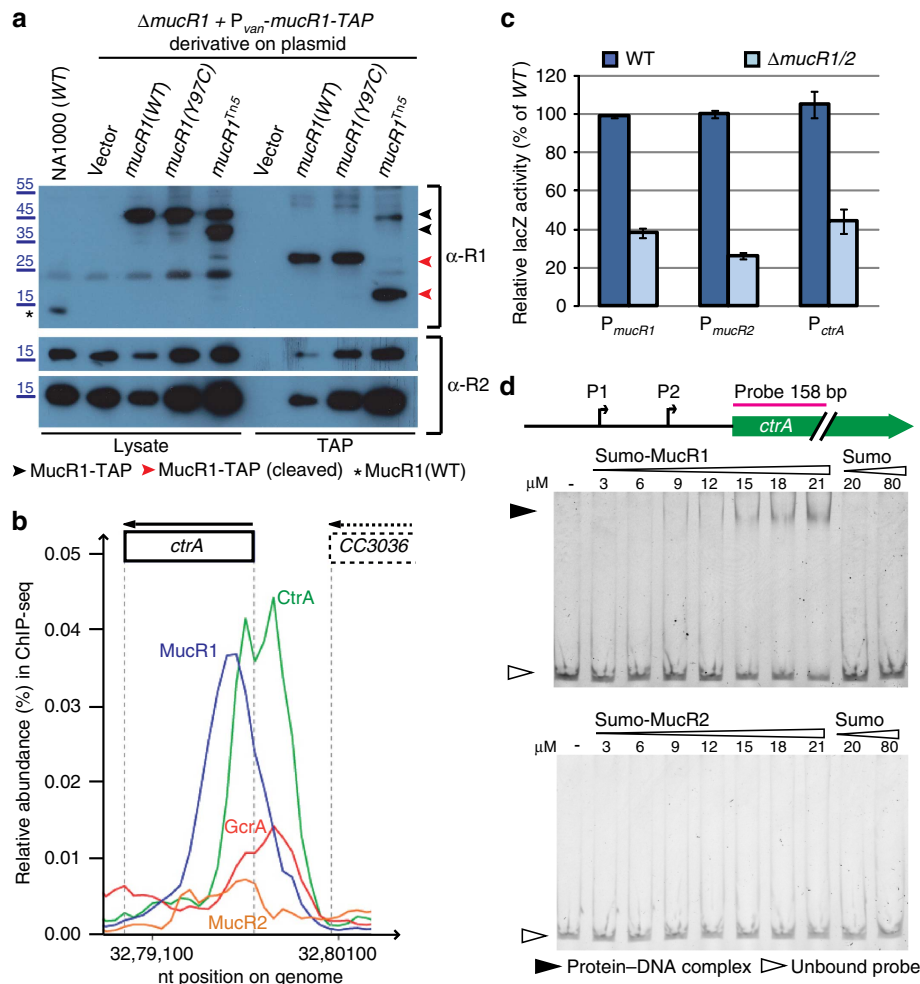 a
ΔmucR1 + Pvan-mucR1-TAP
derivative on plasmid
NA1000 (WT)
Vector
mucR1(WT)
mucR1(Y97C)
mucR1Tn5
Vector
mucR1(WT)
mucR1(Y97C)
mucR1Tn5
55
45
35
25
15
*
α-R1
15
15
α-R2
Lysate
TAP
MucR1-TAP
MucR1-TAP (cleaved)
*MucR1(WT)
b
ctrA
CC3036
Relative abundance (%) in ChIP-seq
0.05
0.04
0.03
0.02
0.01
0.00
CtrA
MucR1
GcrA
MucR2
32,79,100
32,80100
nt position on genome
c
WT
ΔmucR1/2
Relative lacZ activity (% of WT)
120
100
80
60
40
20
0
PmucR1
PmucR2
PctrA
d
P1
P2
Probe 158 bp
ctrA
Sumo-MucR1
Sumo
μM
- 3 6 9 12 15 18 21 20 80
Sumo-MucR2
Sumo
μM
- 3 6 9 12 15 18 21 20 80
Protein–DNA complex
Unbound probe